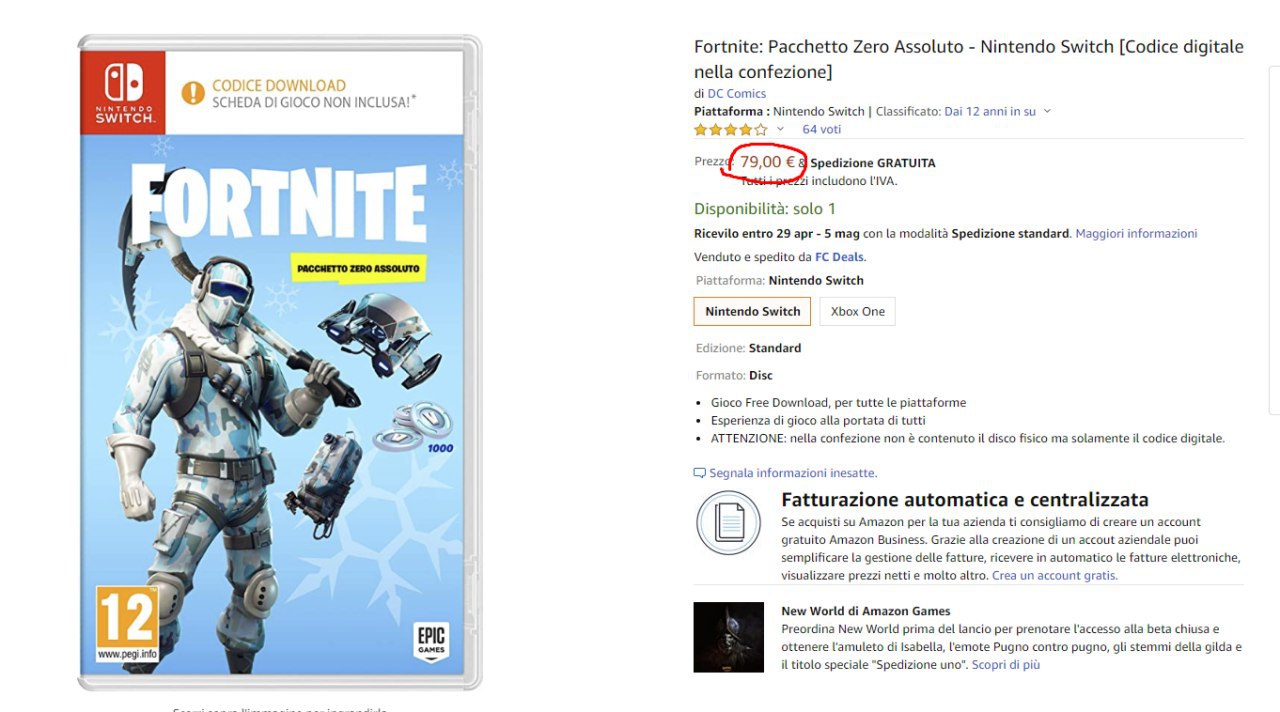 NINTENDO
SWITCH.
CODICE DOWNLOAD
SCHEDA DI GIOCO NON INCLUSA!*
FORTNITE
PACCHETTO ZERO ASSOLUTO
1000
12
www.pegi.info
EPIC
GAMES
Fortnite: Pacchetto Zero Assoluto - Nintendo Switch [Codice digitale
nella confezione]
di DC Comics
Piattaforma : Nintendo Switch | Classificato: Dai 12 anni in su
64 voti
Prezzo: 79,00 € & Spedizione GRATUITA
Tutti i prezzi includono l'IVA.
Disponibilità: solo 1
Ricevilo entro 29 apr - 5 mag con la modalità Spedizione standard. Maggiori informazioni
Venduto e spedito da FC Deals.
Piattaforma: Nintendo Switch
Nintendo Switch Xbox One
Edizione: Standard
Formato: Disc
• Gioco Free Download, per tutte le piattaforme
• Esperienza di gioco alla portata di tutti
• ATTENZIONE: nella confezione non è contenuto il disco fisico ma solamente il codice digitale.
Segnala informazioni inesatte.
Fatturazione automatica e centralizzata
Se acquisti su Amazon per la tua azienda ti consigliamo di creare un account
gratuito Amazon Business. Grazie alla creazione di un accout aziendale puoi
semplificare la gestione delle fatture, ricevere in automatico le fatture elettroniche,
visualizzare prezzi netti e molto altro. Crea un account gratis.
New World di Amazon Games
Preordina New World prima del lancio per prenotare l'accesso alla beta chiusa e
ottenere l'amuleto di Isabella, l'emote Pugno contro pugno, gli stemmi della gilda e
il titolo speciale "Spedizione uno". Scopri di più